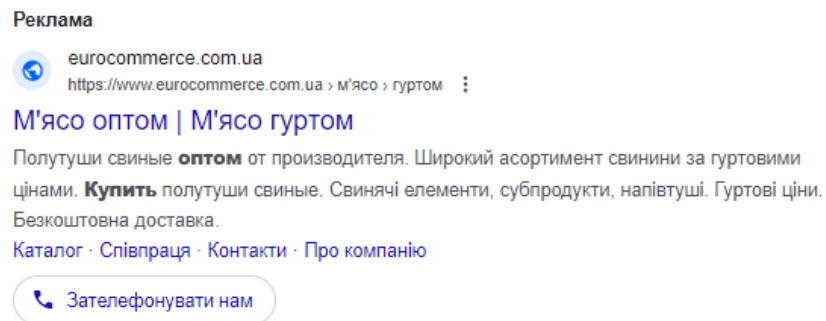 Реклама
eurocommerce.com.ua
https://www.eurocommerce.com.ua › м'ясо › гуртом
М'ясо оптом | М'ясо гуртом
Полутуши свиные оптом от производителя. Широкий асортимент свинини за гуртовими
цінами. Купить полутуши свиные. Свинячі елементи, субпродукти, напівтуші. Гуртові ціни.
Безкоштовна доставка.
Каталог · Співпраця · Контакти · Про компанію
Зателефонувати нам